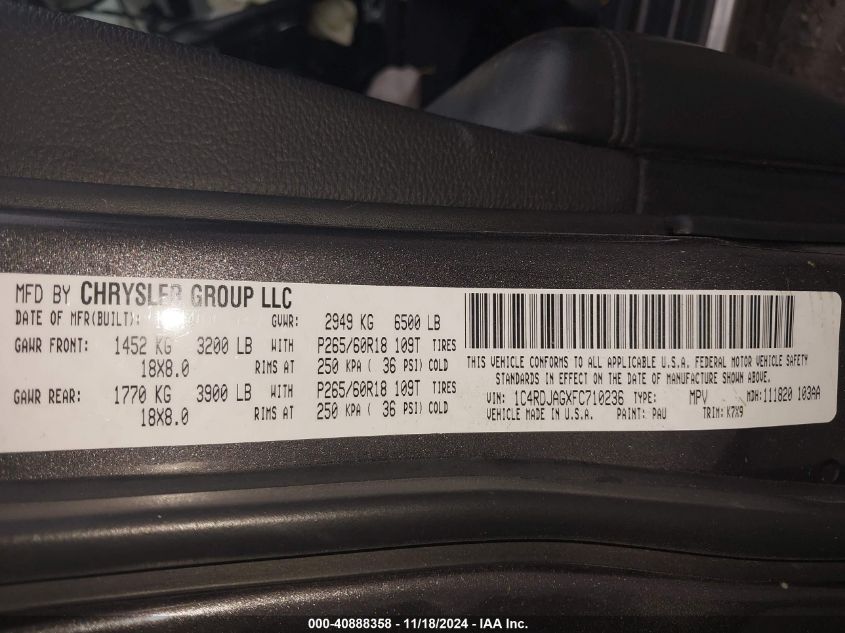 MFD BY CHRYSLER GROUP LLC
DATE OF MFR(BUILT): GVWR: 2949 KG 6500 LB
GAWR FRONT: 1452 KG 3200 LB WITH P265/60R18 109T TIRES
18X8.0 RIMS AT 250 KPA ( 36 PSI) COLD
GAWR REAR: 1770 KG 3900 LB WITH P265/60R18 109T TIRES
18X8.0 RIMS AT 250 KPA ( 36 PSI) COLD
THIS VEHICLE CONFORMS TO ALL APPLICABLE U.S.A. FEDERAL MOTOR VEHICLE SAFETY
STANDARDS IN EFFECT ON THE DATE OF MANUFACTURE SHOWN ABOVE.
VIN: 1C4RDJAGXFC710236 TYPE: MPV MDH: 111820 103AA
VEHICLE MADE IN U.S.A. PAINT: PAU TRIM: K7X9
000-40888358 - 11/18/2024 - IAA Inc.